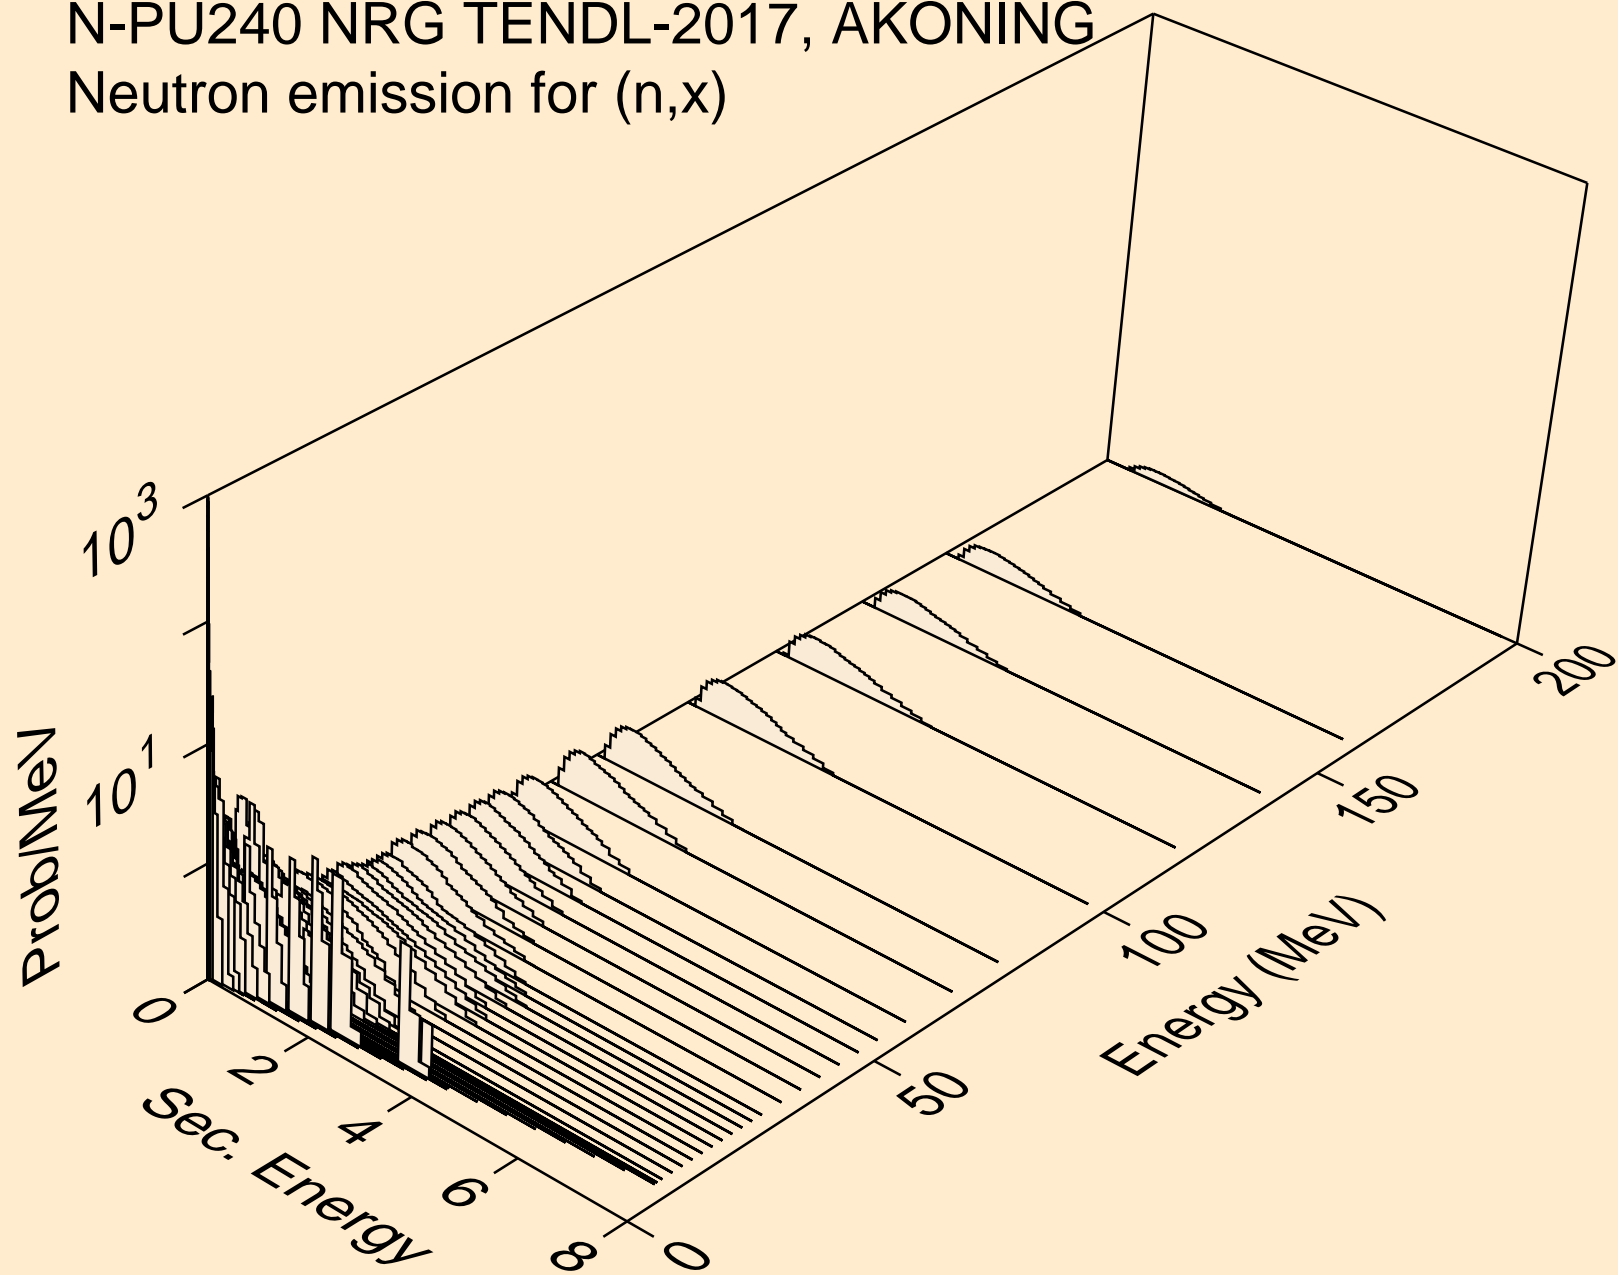 N-PU240 NRG TENDL-2017, AKONING
Neutron emission for (n,x)
10^3
10^1
Prob/MeV
0
2
4
6
8
Sec. Energy
0
50
100
150
200
Energy (MeV)